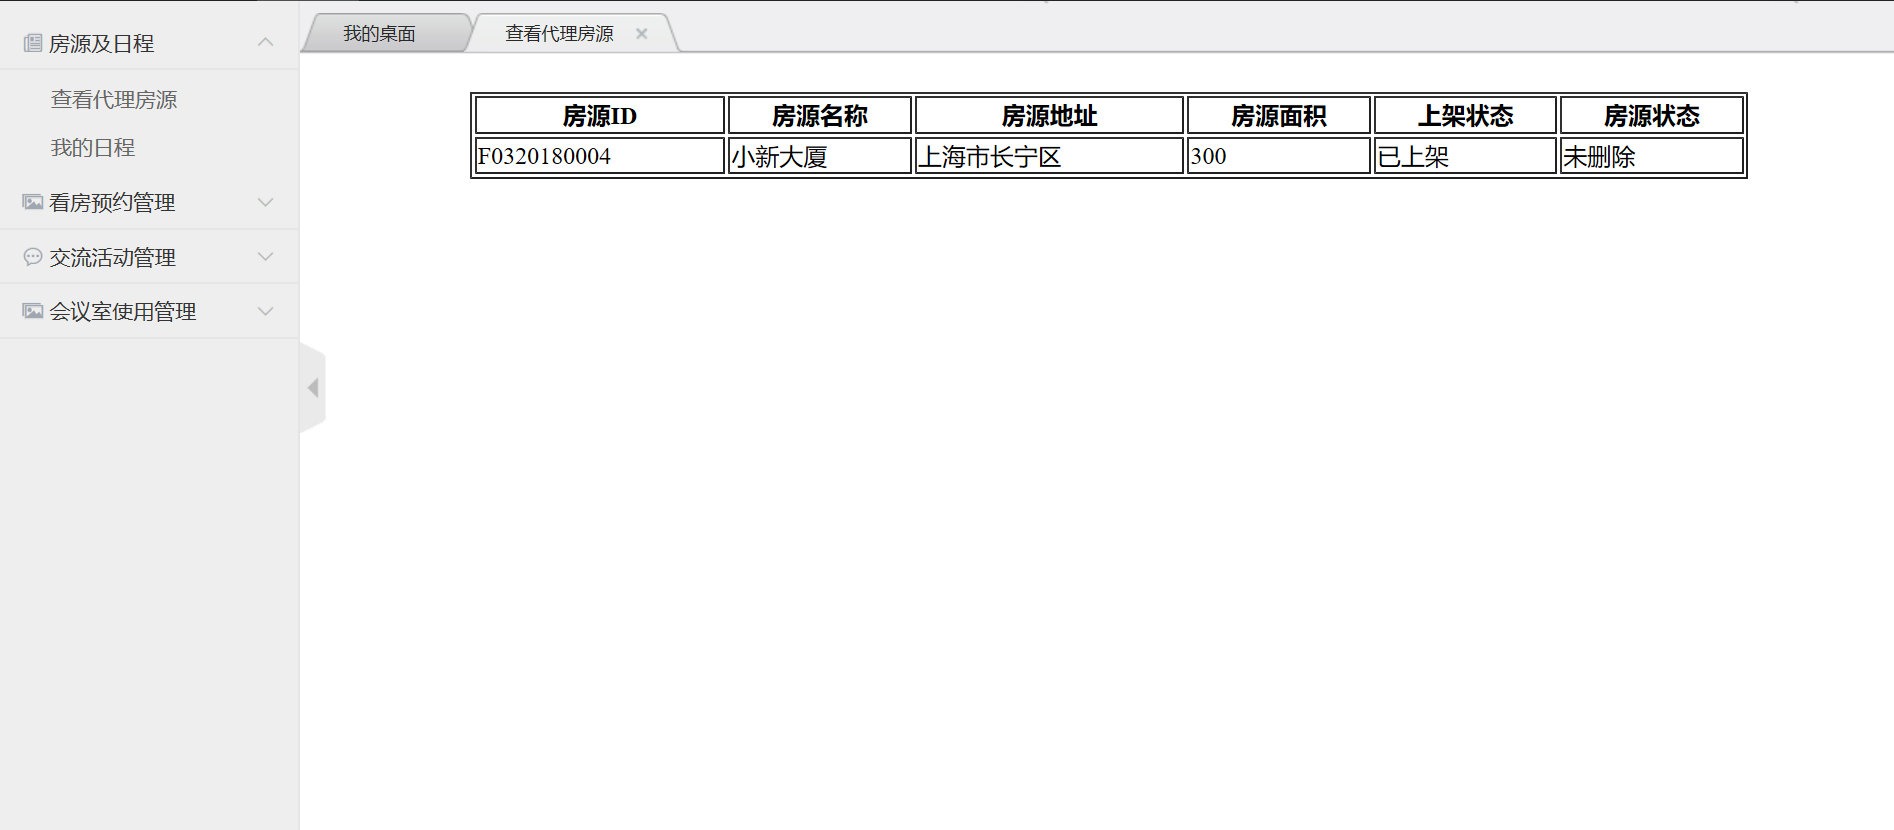 房源及日程
查看代理房源
我的日程
看房预约管理
交流活动管理
会议室使用管理
我的桌面 查看代理房源
房源ID 房源名称 房源地址 房源面积 上架状态 房源状态
F0320180004 小新大厦 上海市长宁区 300 已上架 未删除